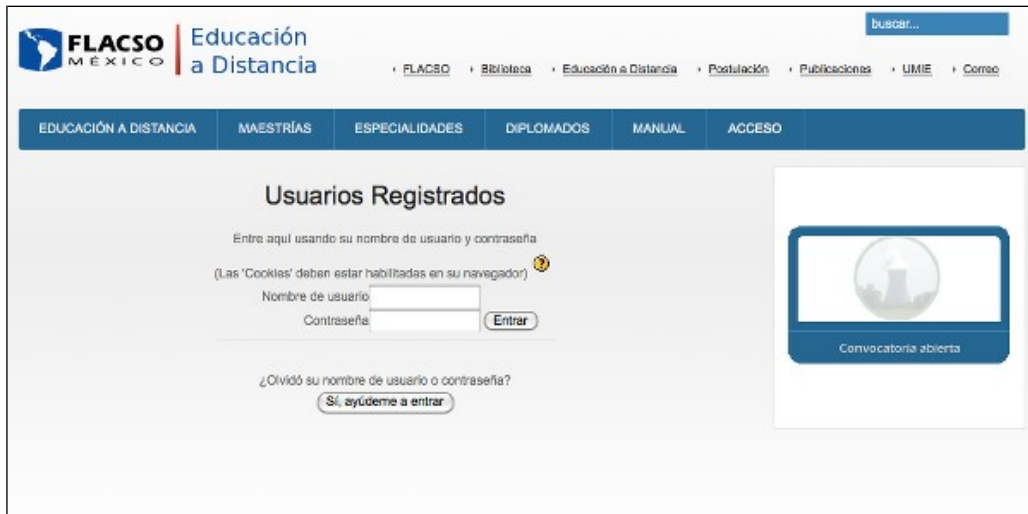 buscar...
FLACSO
MÉXICO
Educación
a Distancia
FLACSO Biblioteca Educación a Distancia Postulación Publicaciones UMIE Correo
EDUCACIÓN A DISTANCIA MAESTRÍAS ESPECIALIDADES DIPLOMADOS MANUAL ACCESO
Usuarios Registrados
Entre aquí usando su nombre de usuario y contraseña
(Las 'Cookies' deben estar habilitadas en su navegador) ?
Nombre de usuario
Contraseña Entrar
¿Olvidó su nombre de usuario o contraseña?
Sí, ayúdeme a entrar
Convocatoria abierta